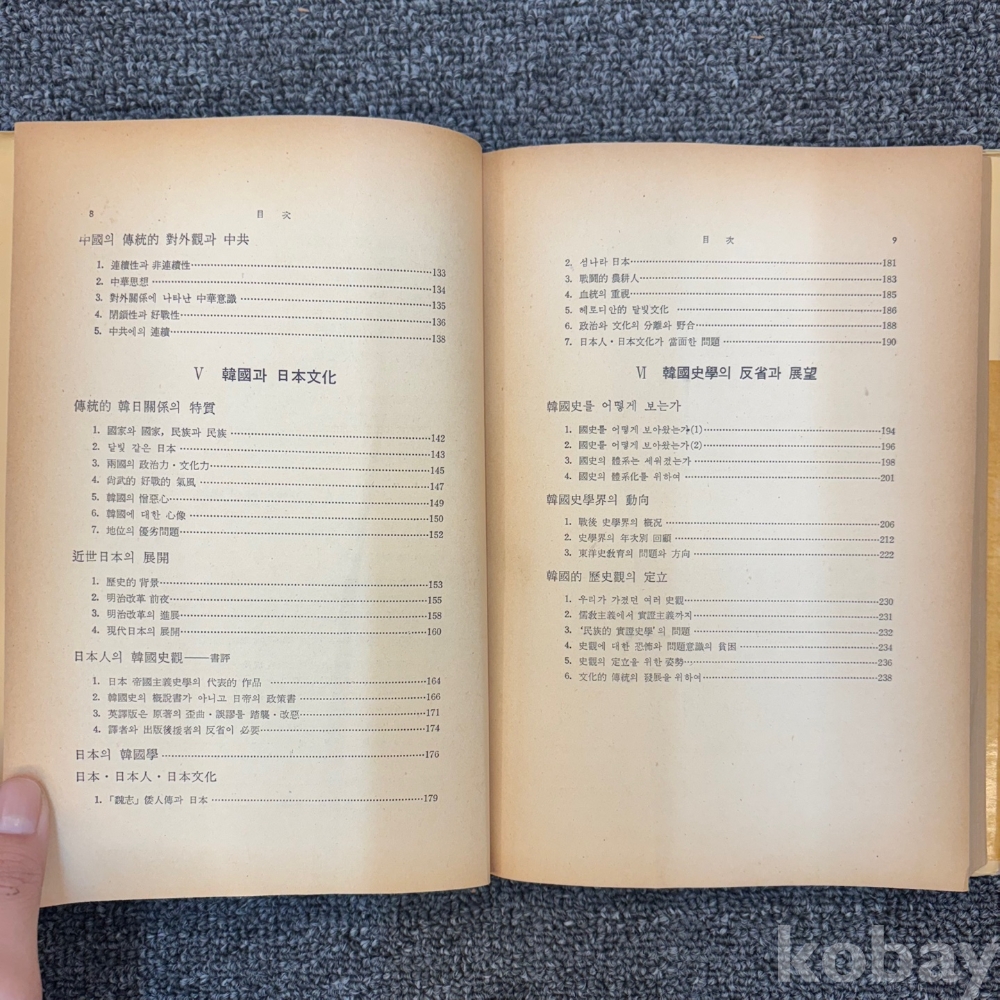 8 目 次
中國의 傳統的 對外觀과 中共
1. 連續性과 非連續性 133
2. 中華思想 134
3. 對外關係에 나타난 中華意識 135
4. 閉鎖性과 好戰性 136
5. 中共에의 連續 138
V 韓國과 日本文化
傳統的 韓日關係의 特質
1. 國家와 國家, 民族과 民族 142
2. 달빛 같은 日本 143
3. 兩國의 政治力·文化力 145
4. 尙武的 好戰的 氣風 147
5. 韓國의 憎惡心 149
6. 韓國에 대한 心像 150
7. 地位의 優劣問題 152
近世日本의 展開
1. 歷史的 背景 153
2. 明治改革 前夜 155
3. 明治改革의 進展 158
4. 現代日本의 展開 160
日本人의 韓國史觀——書評
1. 日本 帝國主義史學의 代表的 作品 164
2. 韓國史의 槪說書가 아니고 日帝의 政策書 166
3. 英譯版은 原著의 歪曲·誤謬를 踏襲·改惡 171
4. 譯者와 出版後援者의 反省이 必要 174
日本의 韓國學 176
日本·日本人·日本文化
1. 「魏志」倭人傳과 日本 179
目 次 9
2. 섬나라 日本 181
3. 戰鬪的 農耕人 183
4. 血統의 重視 185
5. 헤로디안的 달빛文化 186
6. 政治와 文化의 分離와 野合 188
7. 日本人·日本文化가 當面한 問題 190
Ⅵ 韓國史學의 反省과 展望
韓國史를 어떻게 보는가
1. 國史를 어떻게 보아왔는가(1) 194
2. 國史를 어떻게 보아왔는가(2) 196
3. 國史의 體系는 세워졌는가 198
4. 國史의 體系化를 위하여 201
韓國史學界의 動向
1. 戰後 史學界의 槪況 206
2. 史學界의 年次別 回顧 212
3. 東洋史敎育의 問題와 方向 222
韓國的 歷史觀의 定立
1. 우리가 가졌던 여러 史觀 230
2. 儒敎主義에서 實證主義까지 231
3. '民族的 實證史學'의 問題 232
4. 史觀에 대한 恐怖와 問題意識의 貧困 234
5. 史觀의 定立을 위한 姿勢 236
6. 文化的 傳統의 發展을 위하여 238
kobay